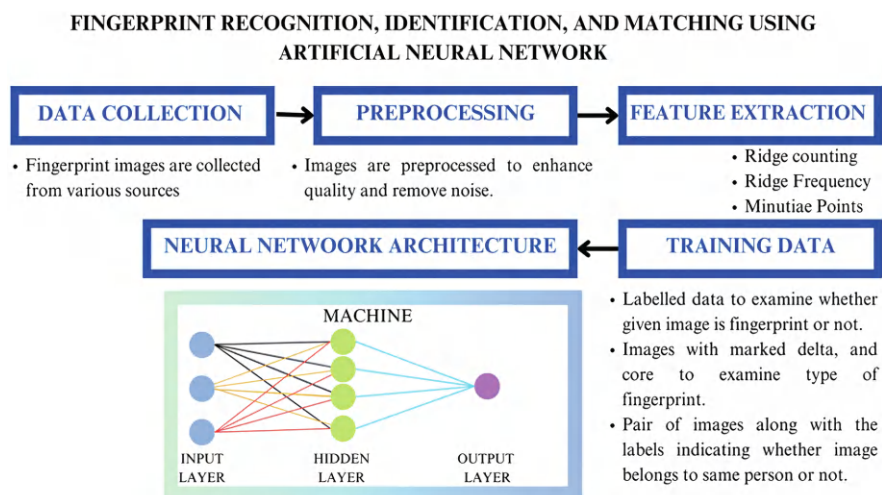 FINGERPRINT RECOGNITION, IDENTIFICATION, AND MATCHING USING
ARTIFICIAL NEURAL NETWORK
DATA COLLECTION
PREPROCESSING
FEATURE EXTRACTION
• Fingerprint images are collected
from various sources
• Images are preprocessed to enhance
quality and remove noise.
• Ridge counting
• Ridge Frequency
• Minutiae Points
NEURAL NETWOORK ARCHITECTURE
TRAINING DATA
MACHINE
INPUT
LAYER
HIDDEN
LAYER
OUTPUT
LAYER
• Labelled data to examine whether
given image is fingerprint or not.
• Images with marked delta, and
core to examine type of
fingerprint.
• Pair of images along with the
labels indicating whether image
belongs to same person or not.